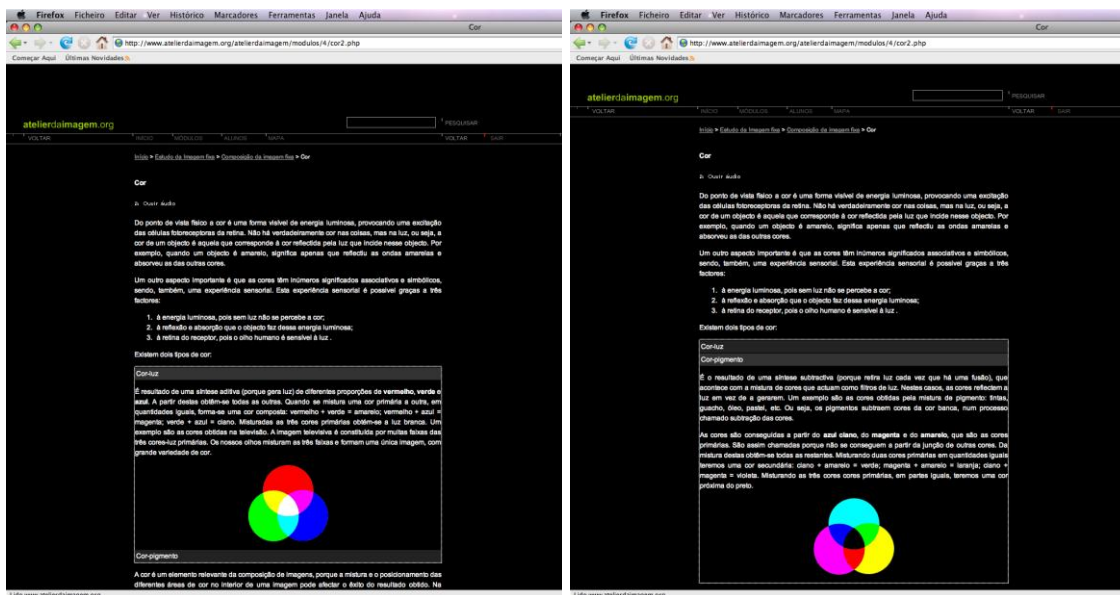 Firefox Ficheiro Editar Ver Histórico Marcadores Ferramentas Janela Ajuda
Cor
http://www.atelierdaimagem.org/atelierdaimagem/modulos/4/cor2.php
Começar Aqui Últimas Novidades
atelierdaimagem.org
PESQUISAR
VOLTAR INÍCIO MÓDULOS ALUNOS MAPA VOLTAR SAIR
Início > Estudo da Imagem fixa > Composição da imagem fixa > Cor
Cor
Ouvir áudio
Do ponto de vista físico a cor é uma forma visível de energia luminosa, provocando uma excitação
das células fotoreceptoras da retina. Não há verdadeiramente cor nas coisas, mas na luz, ou seja, a
cor de um objecto é aquela que corresponde à cor reflectida pela luz que incide nesse objecto. Por
exemplo, quando um objecto é amarelo, significa apenas que reflectiu as ondas amarelas e
absorveu as das outras cores.
Um outro aspecto importante é que as cores têm inúmeros significados associativos e simbólicos,
sendo, também, uma experiência sensorial. Esta experiência sensorial é possível graças a três
factores:
1. à energia luminosa, pois sem luz não se percebe a cor;
2. à reflexão e absorção que o objecto faz dessa energia luminosa;
3. à retina do receptor, pois o olho humano é sensível à luz .
Existem dois tipos de cor:
Cor-luz
É resultado de uma síntese aditiva (porque gera luz) de diferentes proporções de vermelho, verde e
azul. A partir destas obtêm-se todas as outras. Quando se mistura uma cor primária a outra, em
quantidades iguais, forma-se uma cor composta: vermelho + verde = amarelo; vermelho + azul =
magenta; verde + azul = ciano. Misturadas as três cores primárias obtém-se a luz branca. Um
exemplo são as cores obtidas na televisão. A imagem televisiva é constituída por muitas faixas das
três cores-luz primárias. Os nossos olhos misturam as três faixas e formam uma única imagem, com
grande variedade de cor.
Cor-pigmento
A cor é um elemento relevante da composição de imagens, porque a mistura e o posicionamento das
diferentes áreas de cor no interior de uma imagem pode afectar o êxito do resultado obtido. Na
Firefox Ficheiro Editar Ver Histórico Marcadores Ferramentas Janela Ajuda
Cor
http://www.atelierdaimagem.org/atelierdaimagem/modulos/4/cor2.php
Começar Aqui Últimas Novidades
atelierdaimagem.org
PESQUISAR
VOLTAR INÍCIO MÓDULOS ALUNOS MAPA VOLTAR SAIR
Início > Estudo da Imagem fixa > Composição da imagem fixa > Cor
Cor
Ouvir áudio
Do ponto de vista físico a cor é uma forma visível de energia luminosa, provocando uma excitação
das células fotoreceptoras da retina. Não há verdadeiramente cor nas coisas, mas na luz, ou seja, a
cor de um objecto é aquela que corresponde à cor reflectida pela luz que incide nesse objecto. Por
exemplo, quando um objecto é amarelo, significa apenas que reflectiu as ondas amarelas e
absorveu as das outras cores.
Um outro aspecto importante é que as cores têm inúmeros significados associativos e simbólicos,
sendo, também, uma experiência sensorial. Esta experiência sensorial é possível graças a três
factores:
1. à energia luminosa, pois sem luz não se percebe a cor;
2. à reflexão e absorção que o objecto faz dessa energia luminosa;
3. à retina do receptor, pois o olho humano é sensível à luz .
Existem dois tipos de cor:
Cor-luz
Cor-pigmento
É o resultado de uma síntese subtractiva (porque retira luz cada vez que há uma fusão), que
acontece com a mistura de cores que actuam como filtros de luz. Nestes casos, as cores reflectem a
luz em vez de a gerarem. Um exemplo são as cores obtidas pela mistura de pigmento: tintas,
guacho, óleo, pastel, etc. Ou seja, os pigmentos subtraem cores da cor banca, num processo
chamado subtração das cores.
As cores são conseguidas a partir do azul ciano, do magenta e do amarelo, que são as cores
primárias. São assim chamadas porque não se conseguem a partir da junção de outras cores. Da
mistura destas obtêm-se todas as restantes. Misturando duas cores primárias em quantidades iguais
teremos uma cor secundária: ciano + amarelo = verde; magenta + amarelo = laranja; ciano +
magenta = violeta. Misturando as três cores cores primárias, em partes iguais, teremos uma cor
próxima do preto.